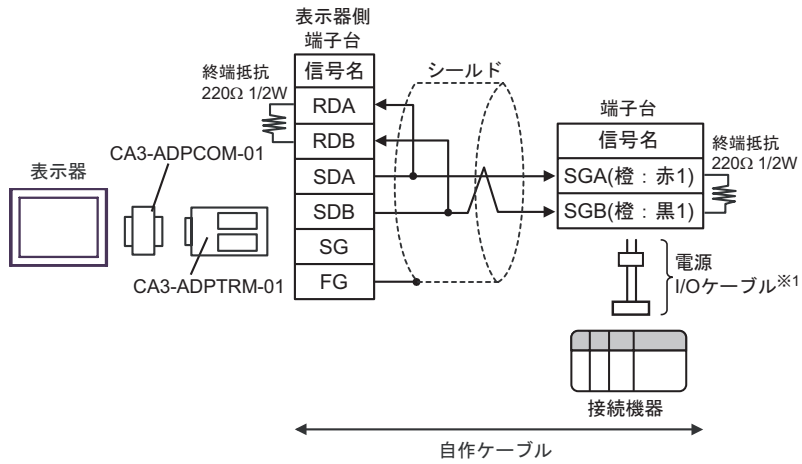 表示器側
端子台
信号名
RDA
RDB
SDA
SDB
SG
FG
終端抵抗
220Ω 1/2W
シールド
端子台
信号名
SGA(橙：赤1)
SGB(橙：黒1)
終端抵抗
220Ω 1/2W
表示器
CA3-ADPCOM-01
CA3-ADPTRM-01
電源
I/Oケーブル※1
接続機器
自作ケーブル